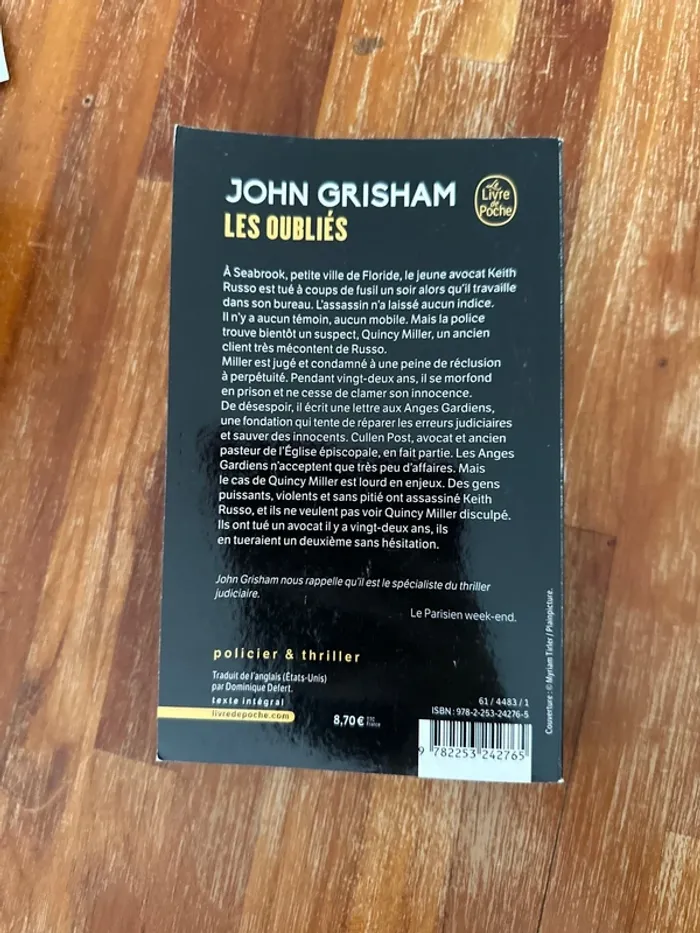 JOHN GRISHAM
LES OUBLIÉS
Le
Livre
de
Poche
À Seabrook, petite ville de Floride, le jeune avocat Keith
Russo est tué à coups de fusil un soir alors qu'il travaille
dans son bureau. L'assassin n'a laissé aucun indice.
Il n'y a aucun témoin, aucun mobile. Mais la police
trouve bientôt un suspect, Quincy Miller, un ancien
client très mécontent de Russo.
Miller est jugé et condamné à une peine de réclusion
à perpétuité. Pendant vingt-deux ans, il se morfond
en prison et ne cesse de clamer son innocence.
De désespoir, il écrit une lettre aux Anges Gardiens,
une fondation qui tente de réparer les erreurs judiciaires
et sauver des innocents. Cullen Post, avocat et ancien
pasteur de l'Église épiscopale, en fait partie. Les Anges
Gardiens n'acceptent que très peu d'affaires. Mais
le cas de Quincy Miller est lourd en enjeux. Des gens
puissants, violents et sans pitié ont assassiné Keith
Russo, et ils ne veulent pas voir Quincy Miller disculpé.
Ils ont tué un avocat il y a vingt-deux ans, ils
en tueraient un deuxième sans hésitation.
John Grisham nous rappelle qu'il est le spécialiste du thriller
judiciaire.
Le Parisien week-end.
policier & thriller
Traduit de l'anglais (États-Unis)
par Dominique Defert.
texte intégral
livredepoche.com
8,70 € TTC
France
61 / 4483 / 1
ISBN : 978-2-253-24276-5
9 782253 242765
Couverture : © Myriam Tirler / Plainpicture.